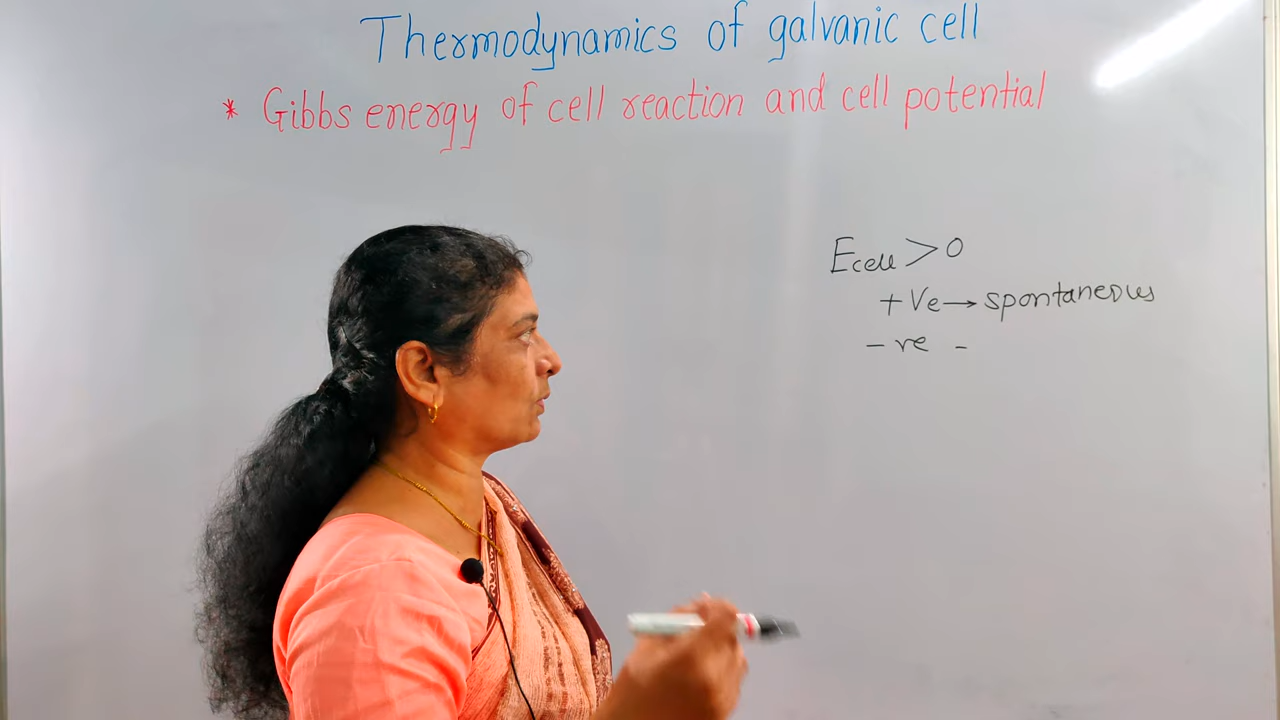 Thermodynamics of galvanic cell
* Gibbs energy of cell reaction and cell potential
Ecell > 0
+ Ve → spontaneous
- ve -